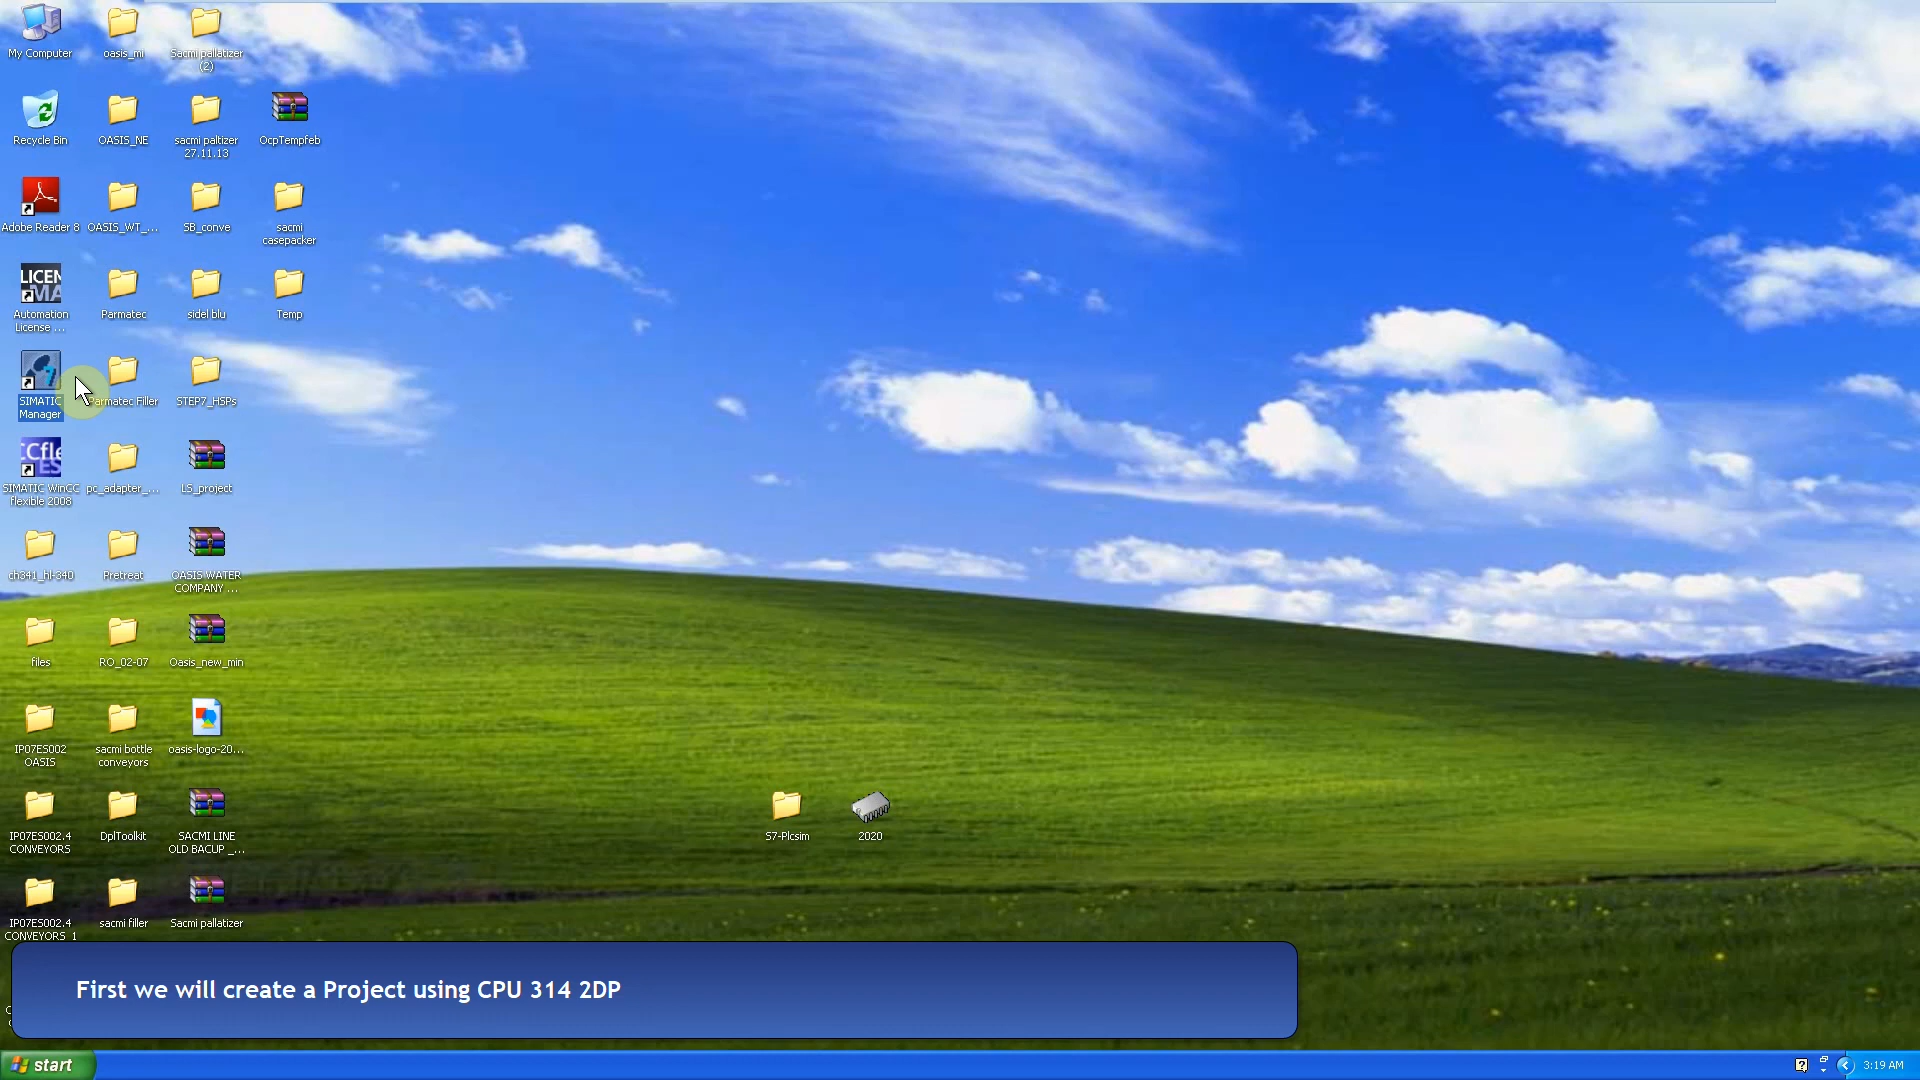 My Computer
oasis_mi
Sacmi pallatizer
(2)
Recycle Bin
OASIS_NE
sacmi paltizer
27.11.13
OcpTempfeb
Adobe Reader 8
OASIS_WT_...
SB_conve
sacmi
casepacker
LICEN
MA
Automation
License ...
Parmatec
sidel blu
Temp
SIMATIC
Manager
Parmatec Filler
STEP7_HSPs
CCfle
ES
SIMATIC WinCC
flexible 2008
pc_adapter_...
LS_project
ch341_hl-340
Pretreat
OASIS WATER
COMPANY ...
files
RO_02-07
Oasis_new_min
IP07ES002
OASIS
sacmi bottle
conveyors
oasis-logo-20...
IP07ES002.4
CONVEYORS
DplToolkit
SACMI LINE
OLD BACUP _...
S7-Plcsim
2020
IP07ES002.4
CONVEYORS_1
sacmi filler
Sacmi pallatizer
First we will create a Project using CPU 314 2DP
start
3:19 AM